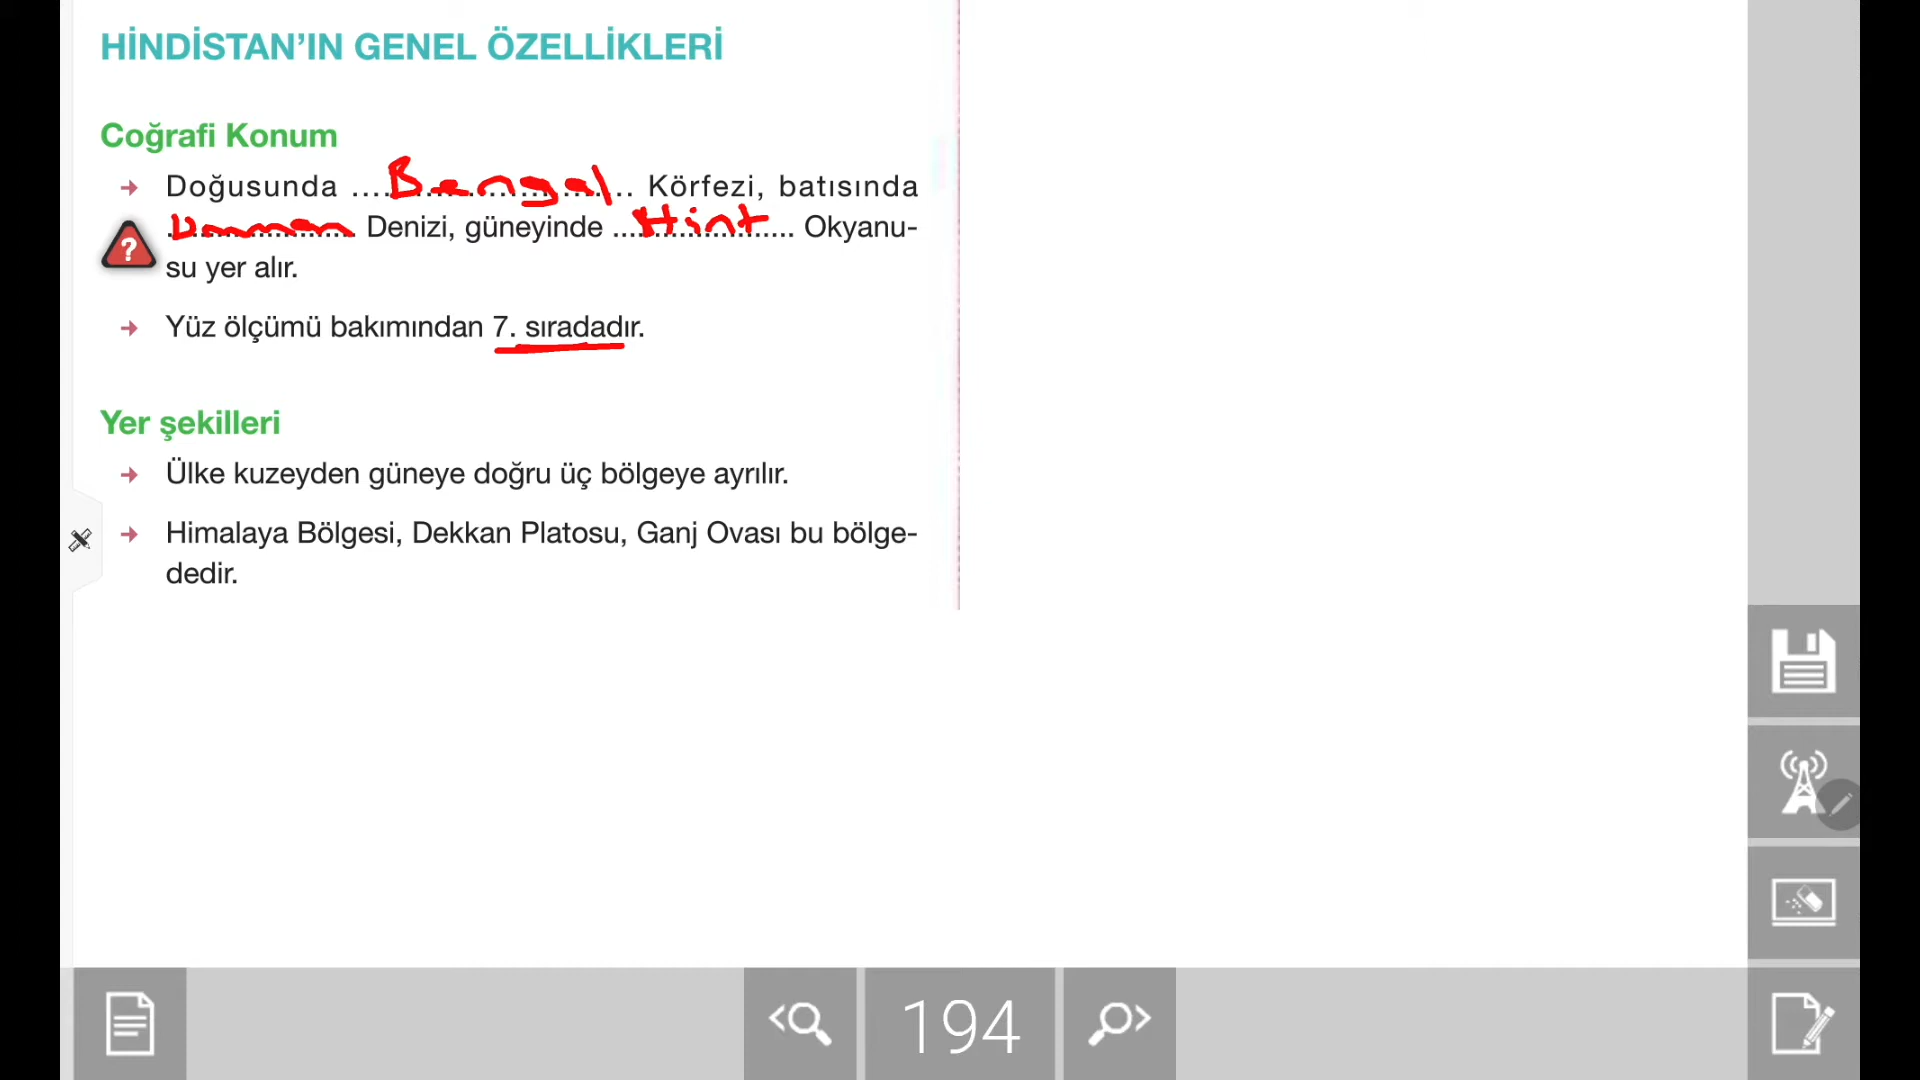 HİNDİSTAN’IN GENEL ÖZELLİKLERİ
Coğrafi Konum
→ Doğusunda ....Bengal.. Körfezi, batısında
Umman Denizi, güneyinde ...Hint... Okyanu-
?
su yer alır.
→ Yüz ölçümü bakımından 7. sıradadır.
Yer şekilleri
→ Ülke kuzeyden güneye doğru üç bölgeye ayrılır.
→ Himalaya Bölgesi, Dekkan Platosu, Ganj Ovası bu bölge-
dedir.
194